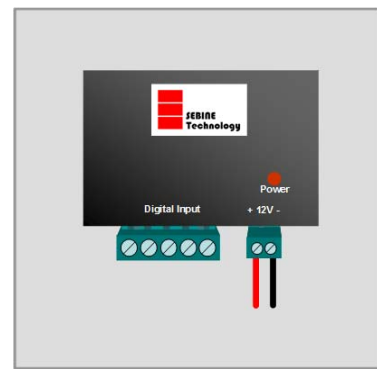 SEBINE
Technology
Power
Digital Input
+ 12V -